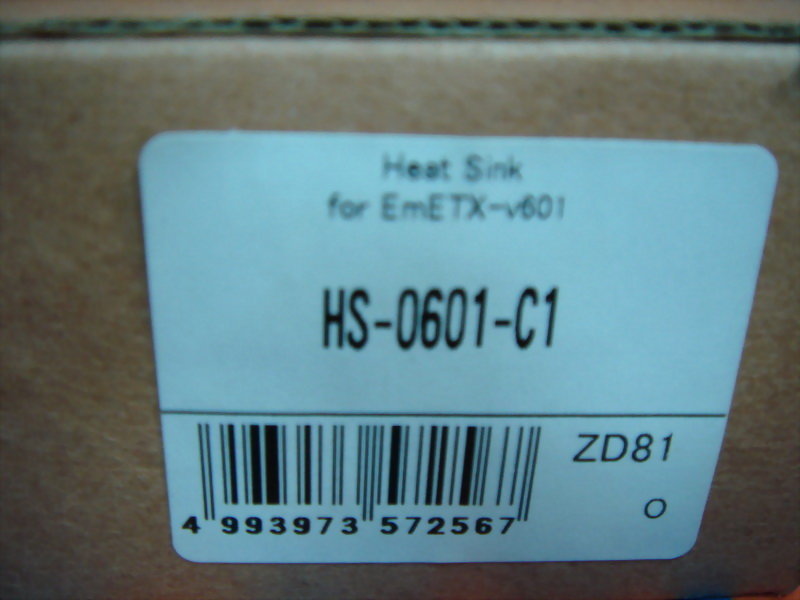 Heat Sink
for EmETX-v601
HS-0601-C1
ZD81
O
4 993973 572567